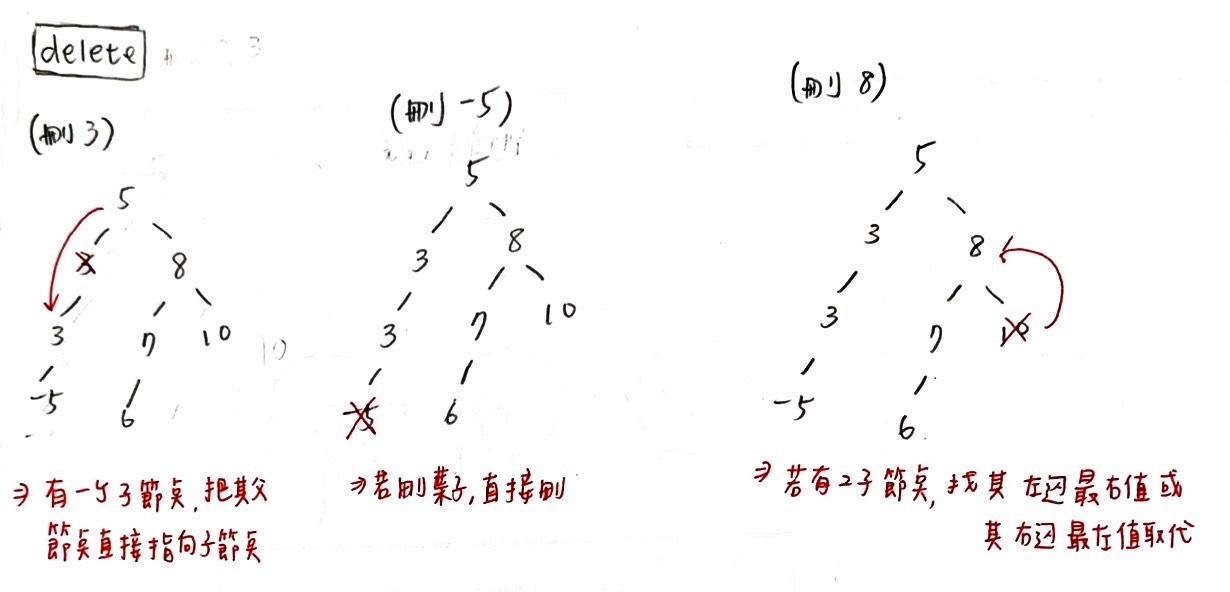 delete
(刪 3)
5
3 8
3 7 10
-5 6
⇒ 有一个子節点, 把其父
節点直接指向子節点
(刪 -5)
5
3 8
3 7 10
-5 6
⇒ 若刪葉子, 直接刪
(刪 8)
5
3 8
3 7 10
-5 6
⇒ 若有2子節点, 找其 左边最右值或
其右边最左值取代